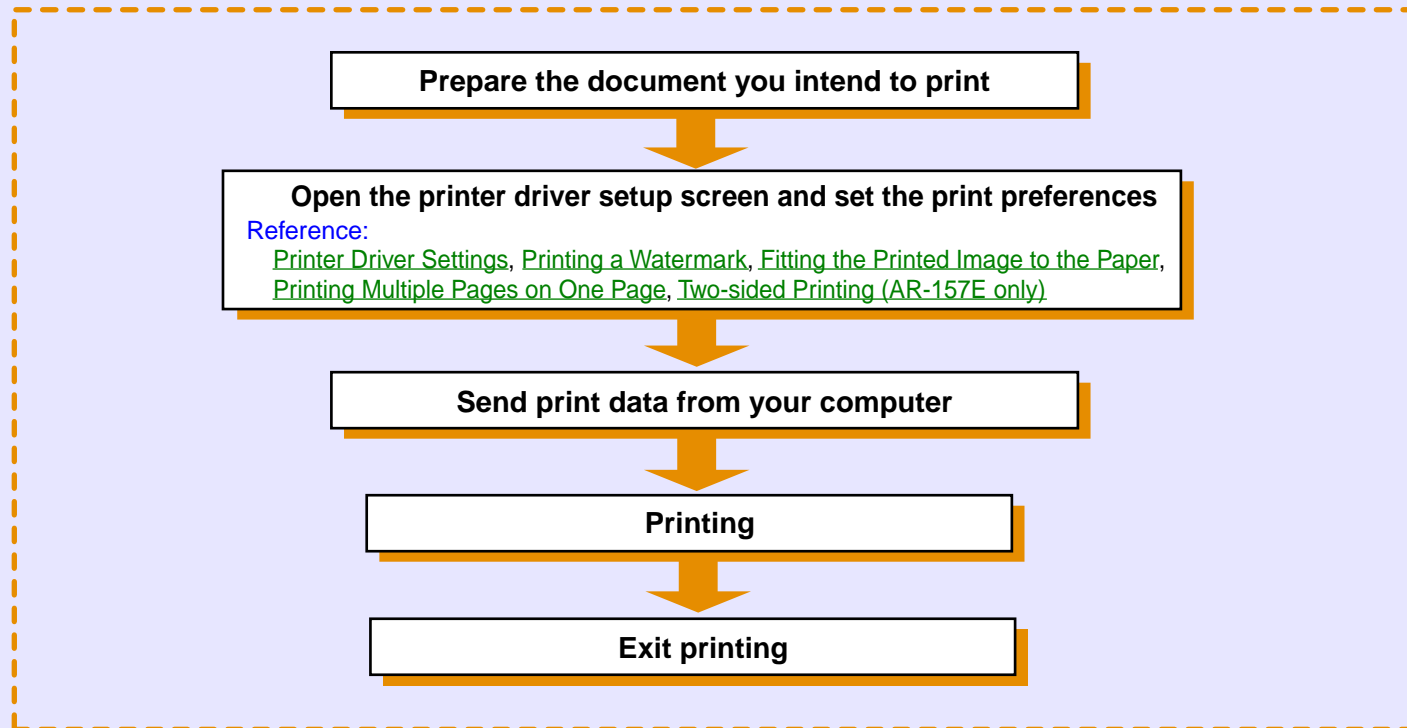 Prepare the document you intend to print
Open the printer driver setup screen and set the print preferences
Reference:
Printer Driver Settings, Printing a Watermark, Fitting the Printed Image to the Paper,
Printing Multiple Pages on One Page, Two-sided Printing (AR-157E only)
Send print data from your computer
Printing
Exit printing